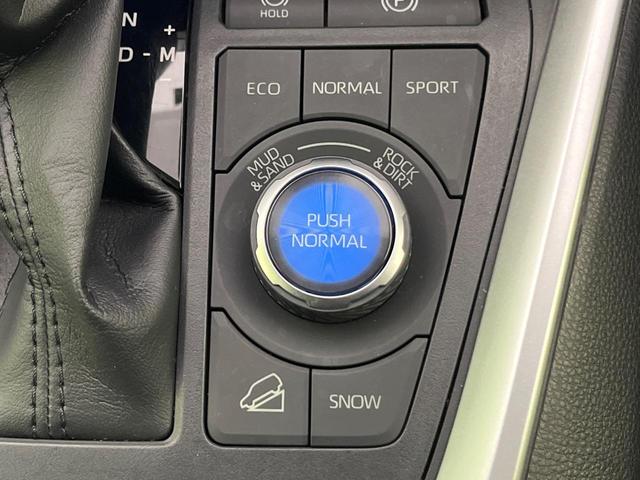 N
+
D - M
-
HOLD
P
ECO
NORMAL
SPORT
MUD
& SAND
ROCK
& DIRT
PUSH
NORMAL
SNOW